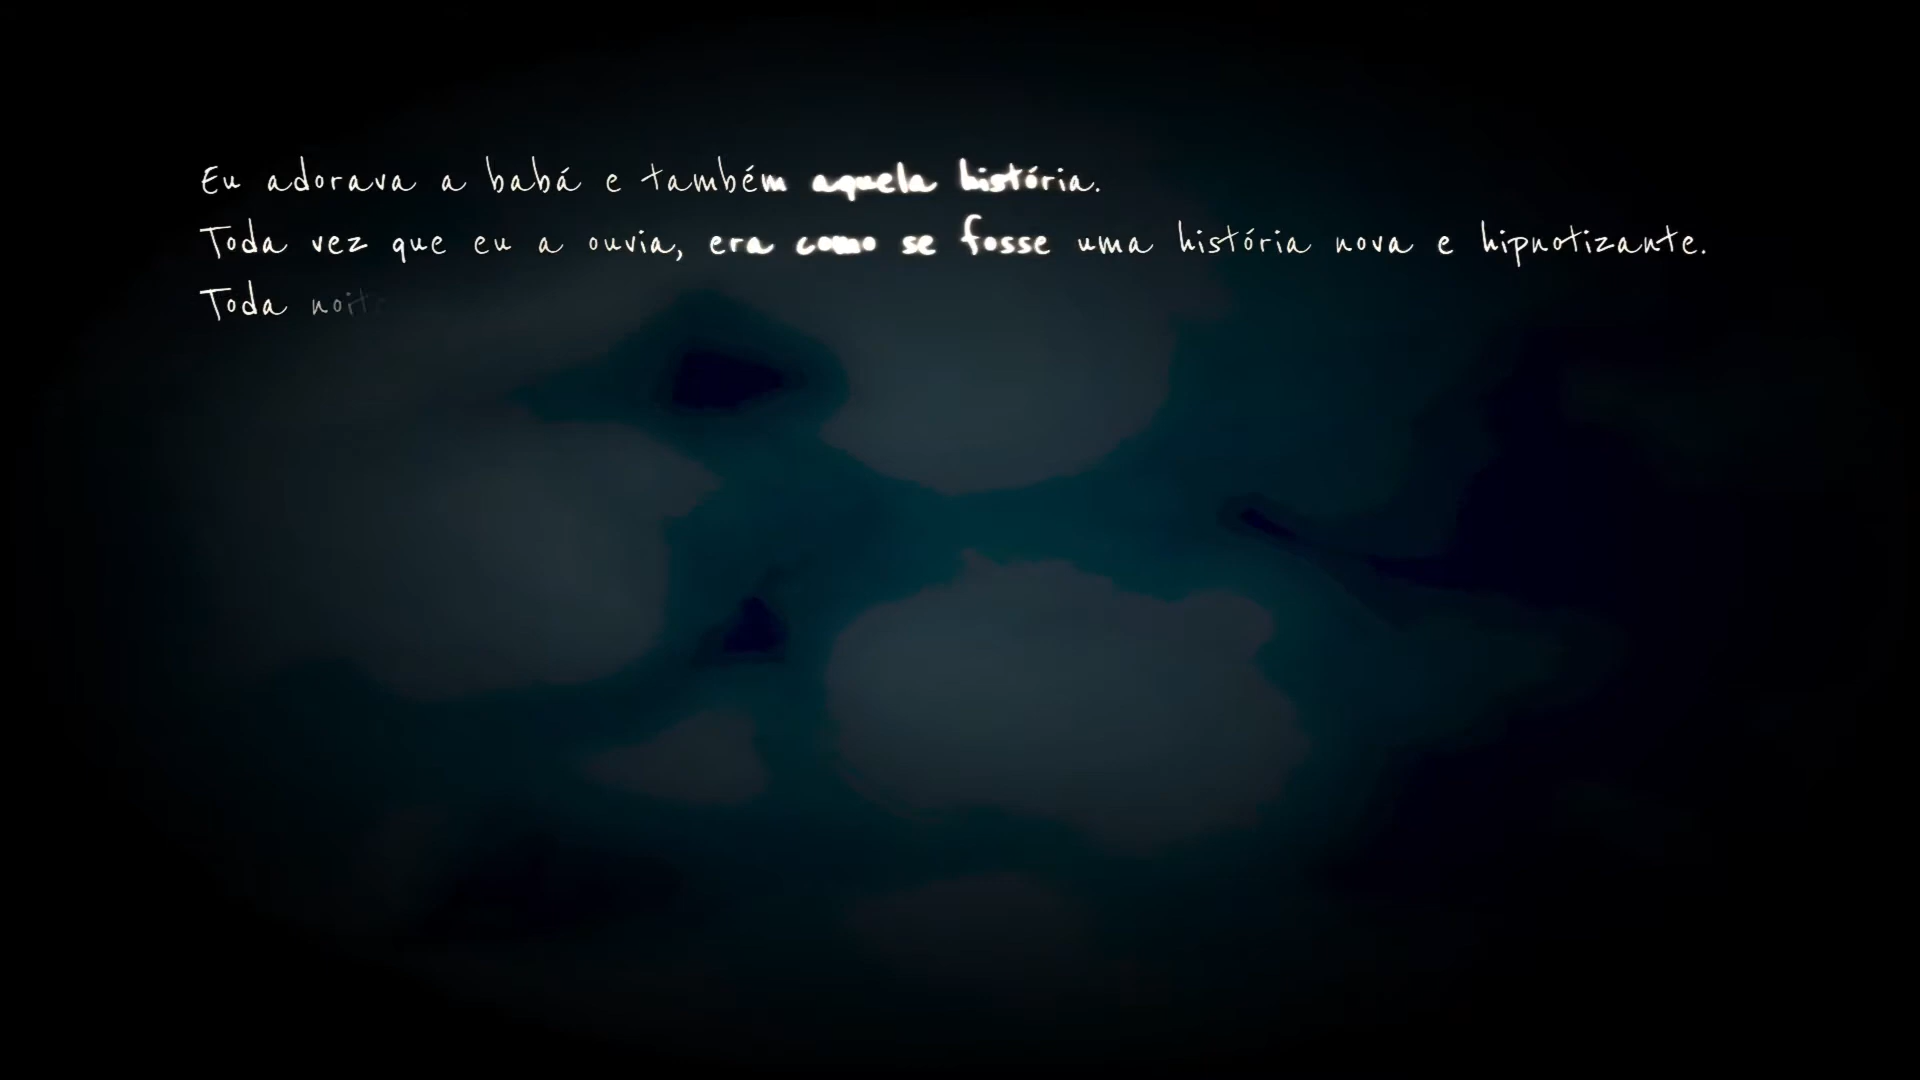 Eu adorava a babá e também aquela história.
Toda vez que eu a ouvia, era como se fosse uma história nova e hipnotizante.
Toda noite